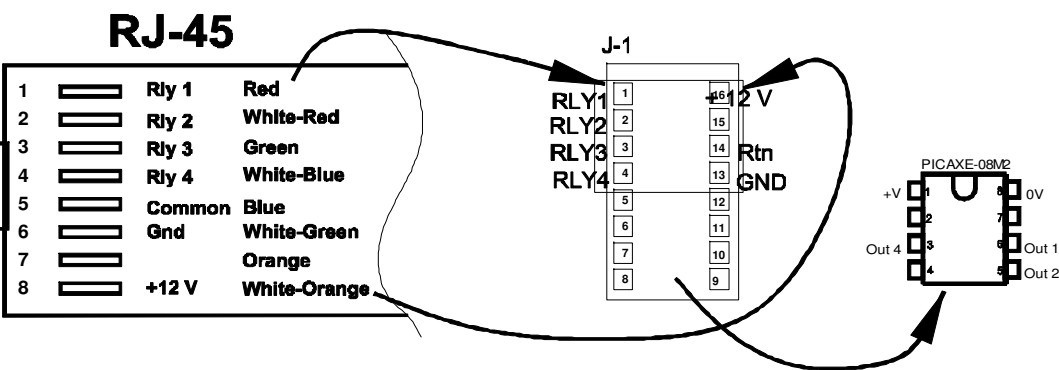 RJ-45
1 Rly 1 Red
2 Rly 2 White-Red
3 Rly 3 Green
4 Rly 4 White-Blue
5 Common Blue
6 Gnd White-Green
7 Orange
8 +12 V White-Orange
J-1
RLY1 1 16 + 12 V
RLY2 2 15
RLY3 3 14 Rtn
RLY4 4 13 GND
5 12
6 11
7 10
8 9
PICAXE-08M2
+V 1 8 0V
2 7
Out 4 3 6 Out 1
4 5 Out 2